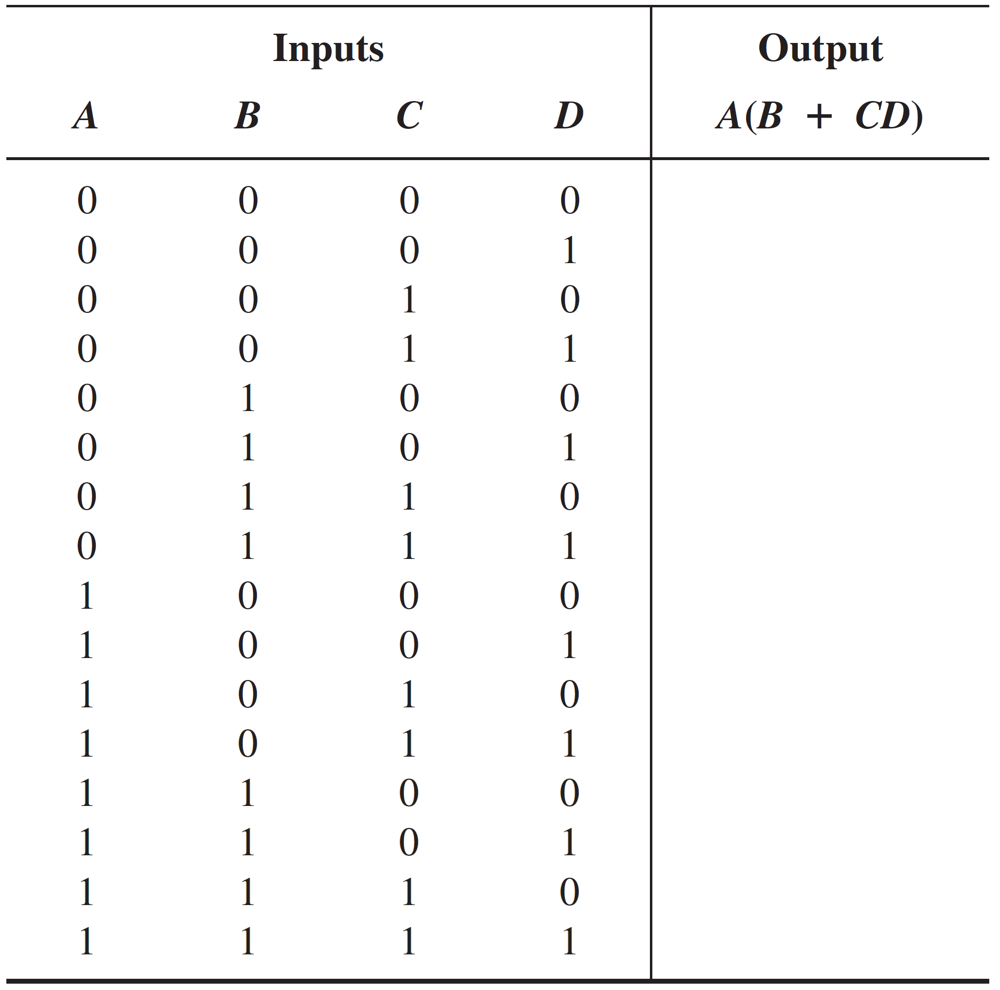 Inputs Output
A B C D A(B + CD)
0 0 0 0
0 0 0 1
0 0 1 0
0 0 1 1
0 1 0 0
0 1 0 1
0 1 1 0
0 1 1 1
1 0 0 0
1 0 0 1
1 0 1 0
1 0 1 1
1 1 0 0
1 1 0 1
1 1 1 0
1 1 1 1